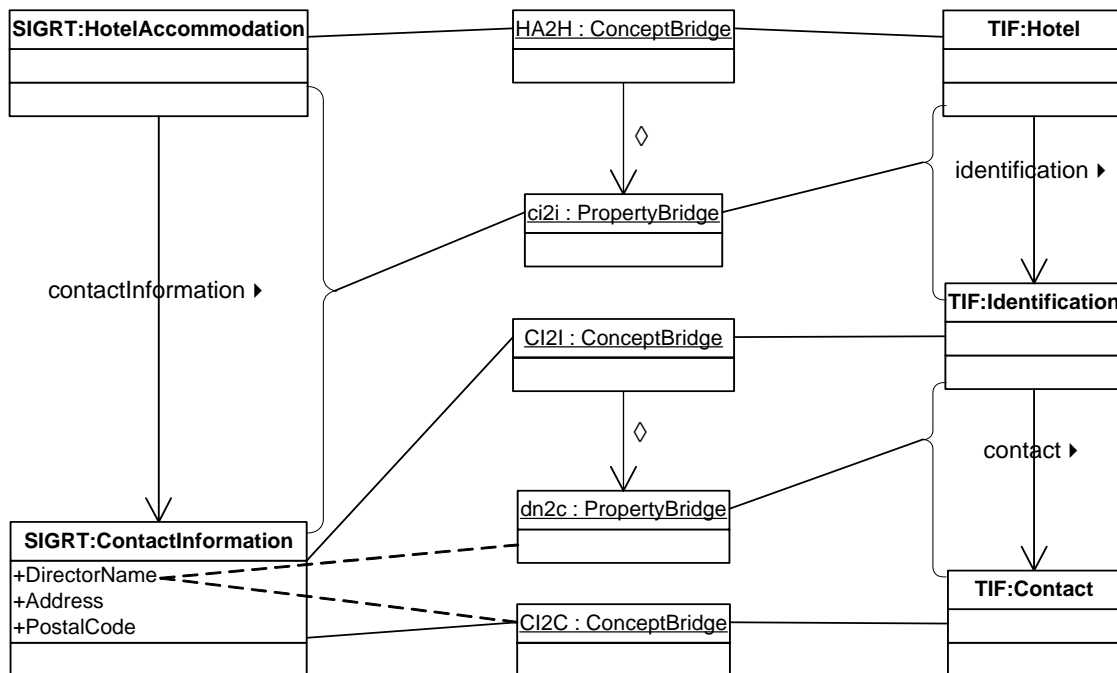 SIGRT:HotelAccommodation
HA2H : ConceptBridge
TIF:Hotel
◊
identification ▸
ci2i : PropertyBridge
contactInformation ▸
TIF:Identification
CI2I : ConceptBridge
◊
contact ▸
dn2c : PropertyBridge
SIGRT:ContactInformation
+DirectorName
+Address
+PostalCode
TIF:Contact
CI2C : ConceptBridge